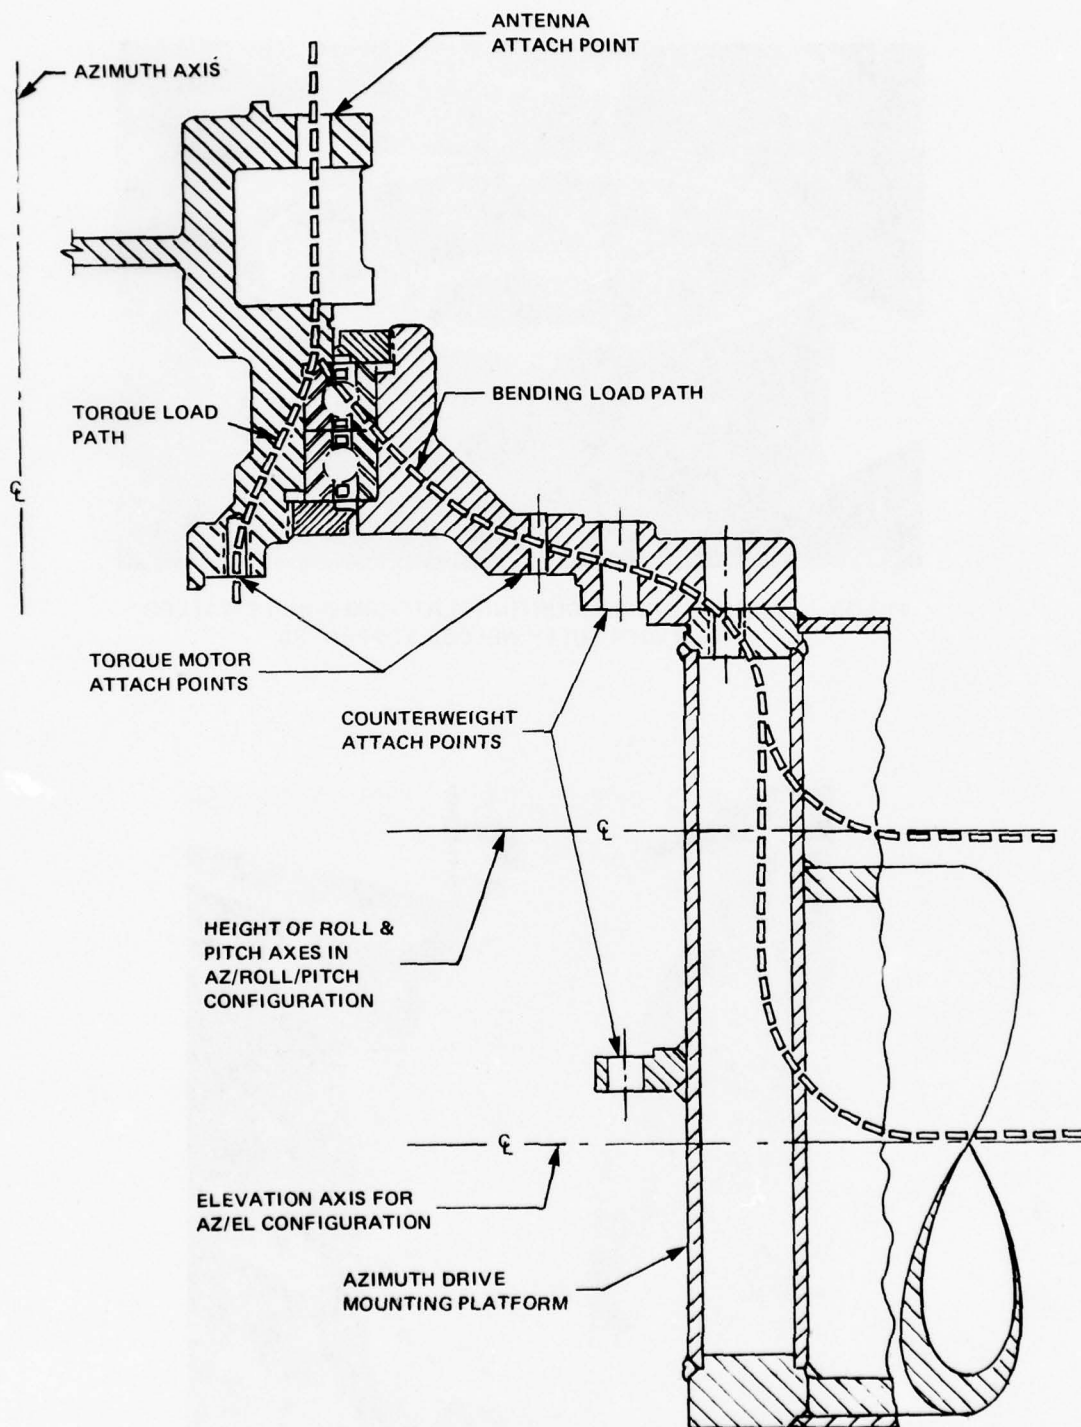 ANTENNA
ATTACH POINT
AZIMUTH AXIS
BENDING LOAD PATH
TORQUE LOAD
PATH
℄
TORQUE MOTOR
ATTACH POINTS
COUNTERWEIGHT
ATTACH POINTS
℄
HEIGHT OF ROLL &
PITCH AXES IN
AZ/ROLL/PITCH
CONFIGURATION
℄
ELEVATION AXIS FOR
AZ/EL CONFIGURATION
AZIMUTH DRIVE
MOUNTING PLATFORM